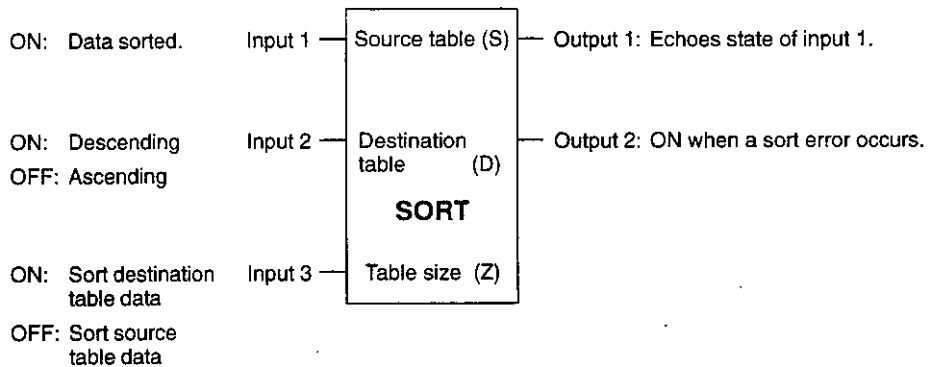 ON: Data sorted. Input 1 Source table (S) Output 1: Echoes state of input 1.
ON: Descending Input 2 Destination Output 2: ON when a sort error occurs.
table (D)
OFF: Ascending
SORT
ON: Sort destination Input 3 Table size (Z)
table data
OFF: Sort source
table data